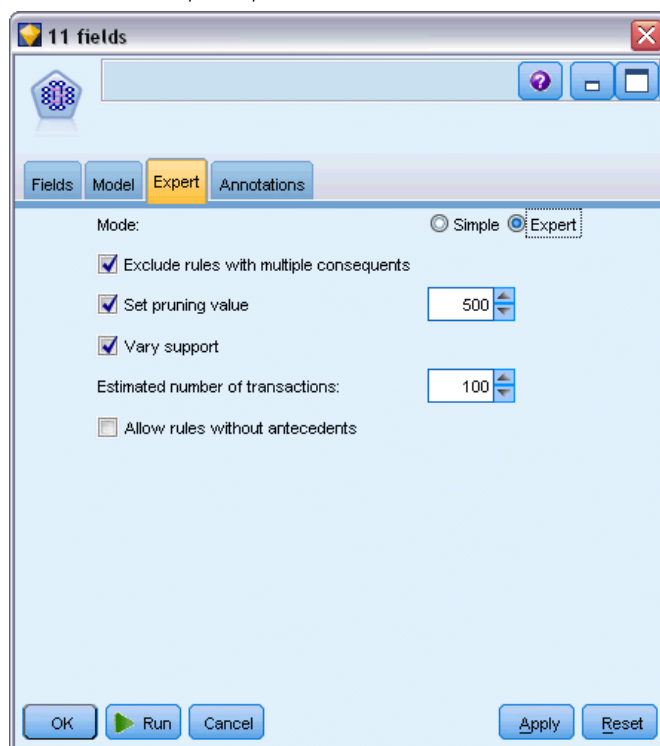 11 fields
Fields Model Expert Annotations
Mode: Simple Expert
Exclude rules with multiple consequents
Set pruning value 500
Vary support
Estimated number of transactions: 100
Allow rules without antecedents
OK Run Cancel Apply Reset